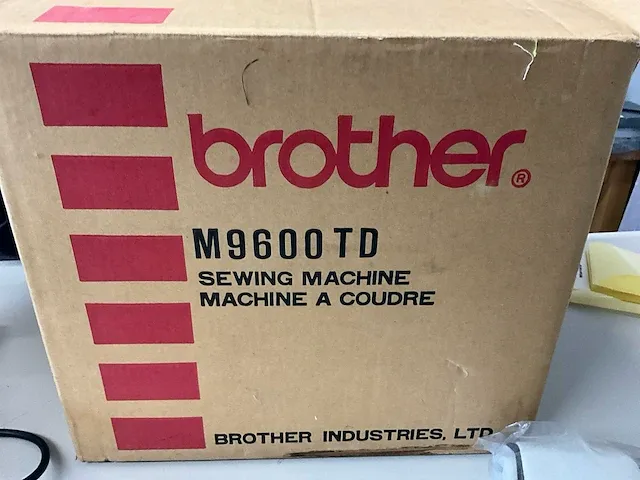 brother®
M9600TD
SEWING MACHINE
MACHINE A COUDRE
BROTHER INDUSTRIES, LTD